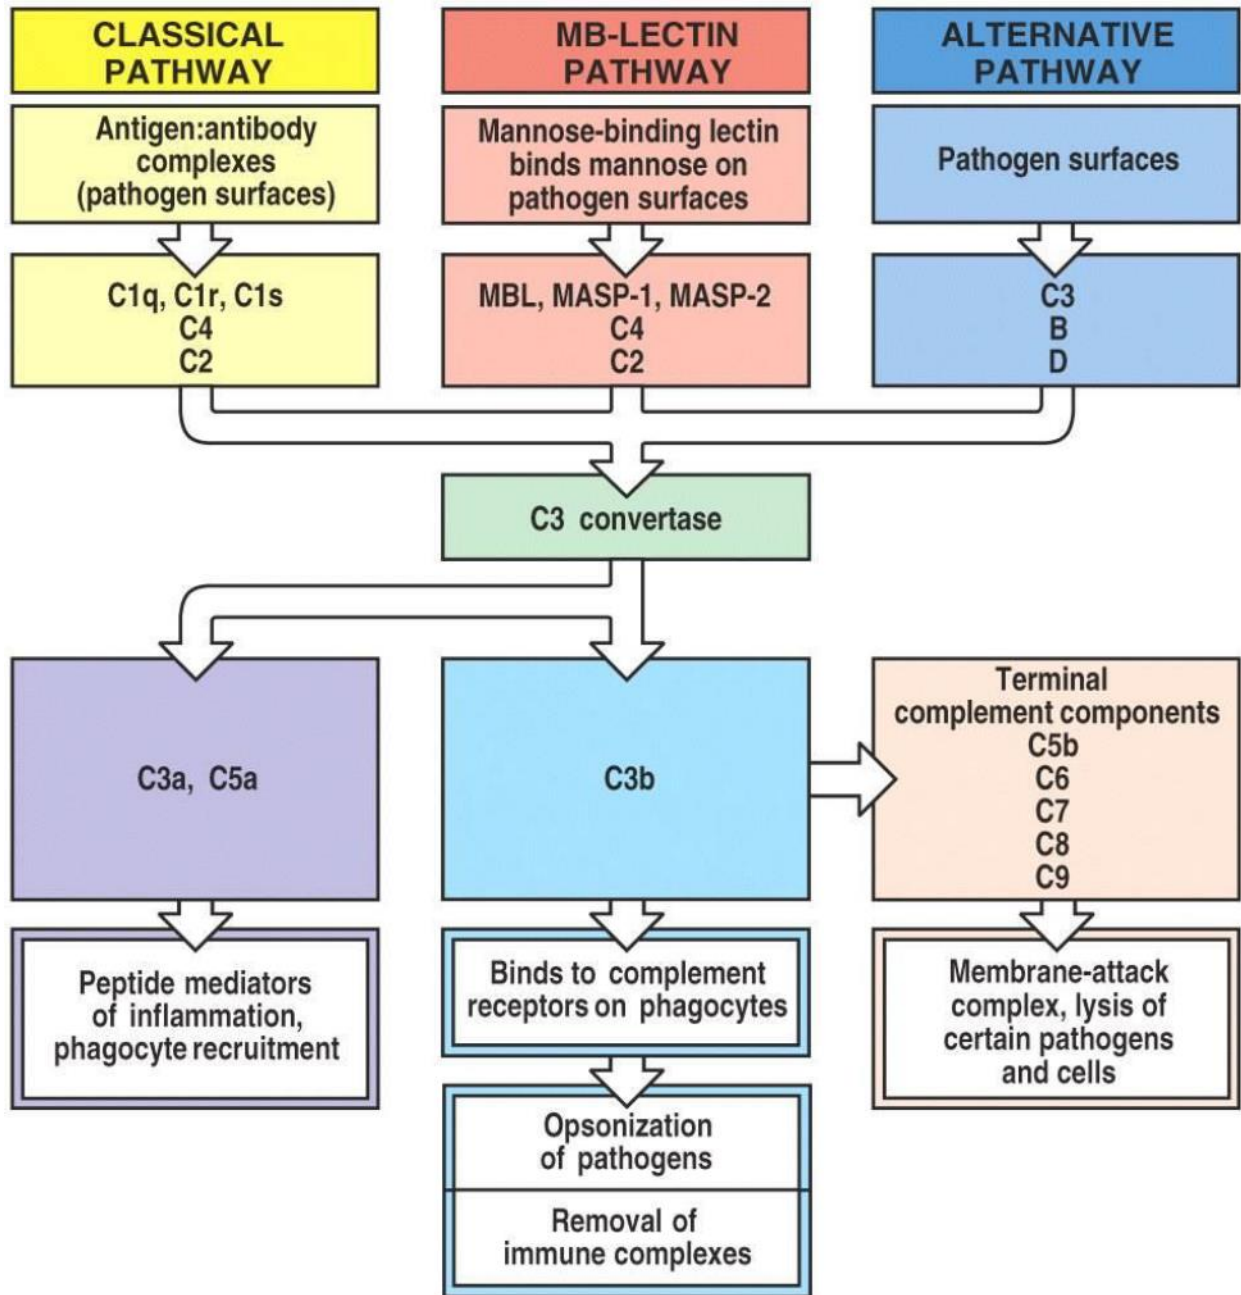 CLASSICAL
PATHWAY
MB-LECTIN
PATHWAY
ALTERNATIVE
PATHWAY
Antigen:antibody
complexes
(pathogen surfaces)
Mannose-binding lectin
binds mannose on
pathogen surfaces
Pathogen surfaces
C1q, C1r, C1s
C4
C2
MBL, MASP-1, MASP-2
C4
C2
C3
B
D
C3 convertase
C3a, C5a
C3b
Terminal
complement components
C5b
C6
C7
C8
C9
Peptide mediators
of inflammation,
phagocyte recruitment
Binds to complement
receptors on phagocytes
Membrane-attack
complex, lysis of
certain pathogens
and cells
Opsonization
of pathogens
Removal of
immune complexes